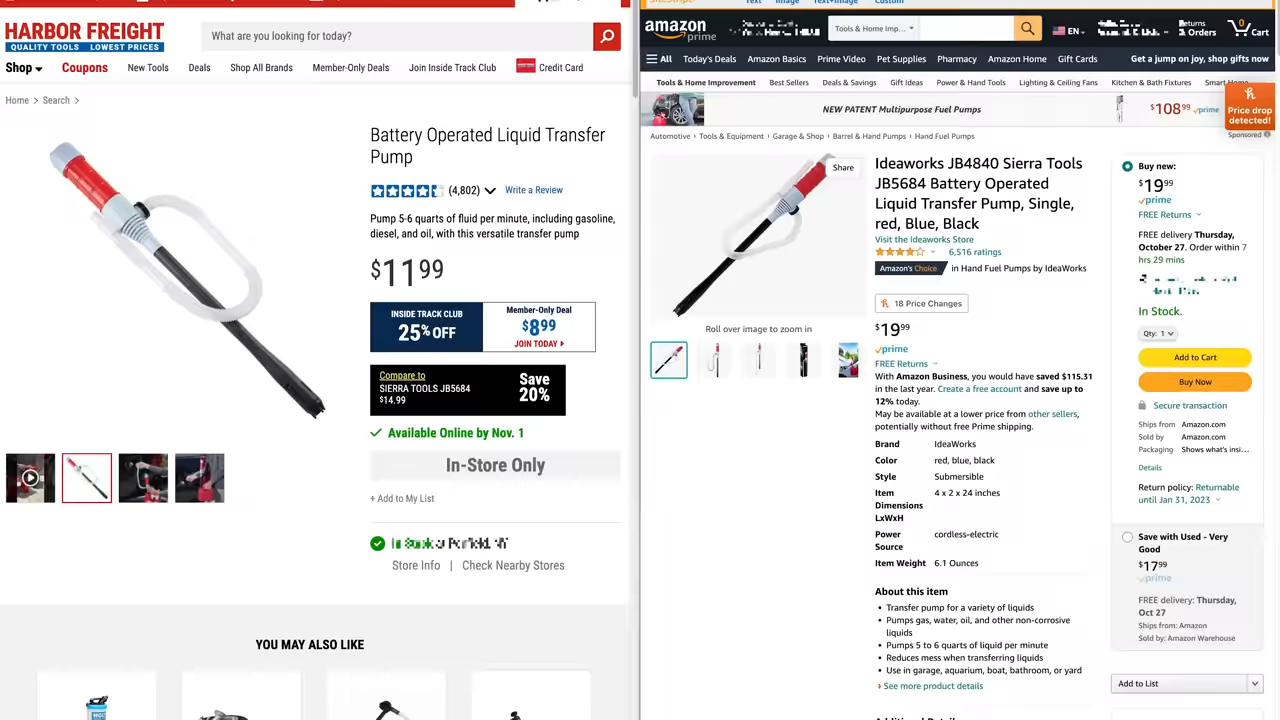 HARBOR FREIGHT
QUALITY TOOLS LOWEST PRICES
What are you looking for?
Shop
Coupons
New Tools
Deals
Shop All Brands
Member-Only Deals
Join Inside Track Club
Credit Card
Home > Search >
Battery Operated Liquid Transfer
Pump
(4,802)
Write a Review
Pump 5-6 quarts of fluid per minute, including gasoline,
diesel, and oil, with this versatile transfer pump
$11 99
INSIDE TRACK CLUB
25% OFF
Member-Only Deal
$8 99
JOIN TODAY
Compare to
SIERRA TOOLS JB5684
$14.99
Save
20%
Available Online by Nov. 1
In-Store Only
+ Add to My List
Store Info | Check Nearby Stores
YOU MAY ALSO LIKE
Text
Image
Text+Image
Custom
amazon
prime
Tools & Home Imp...
EN
Returns
& Orders
0
Cart
All
Today's Deals
Amazon Basics
Prime Video
Pet Supplies
Pharmacy
Amazon Home
Gift Cards
Get a jump on joy, shop gifts now
Tools & Home Improvement
Best Sellers
Deals & Savings
Gift Ideas
Power & Hand Tools
Lighting & Ceiling Fans
Kitchen & Bath Fixtures
Smart Home
NEW PATENT Multipurpose Fuel Pumps
$108 99 prime
Price drop
detected!
Sponsored
Automotive › Tools & Equipment › Garage & Shop › Barrel & Hand Pumps › Hand Fuel Pumps
Share
Roll over image to zoom in
Ideaworks JB4840 Sierra Tools
JB5684 Battery Operated
Liquid Transfer Pump, Single,
red, Blue, Black
Visit the Ideaworks Store
6,516 ratings
Amazon's Choice in Hand Fuel Pumps by IdeaWorks
18 Price Changes
$19 99
prime
FREE Returns
With Amazon Business, you would have saved $115.31
in the last year. Create a free account and save up to
12% today.
May be available at a lower price from other sellers,
potentially without free Prime shipping.
Brand IdeaWorks
Color red, blue, black
Style Submersible
Item 4 x 2 x 24 inches
Dimensions
LxWxH
Power cordless-electric
Source
Item Weight 6.1 Ounces
About this item
• Transfer pump for a variety of liquids
• Pumps gas, water, oil, and other non-corrosive
liquids
• Pumps 5 to 6 quarts of liquid per minute
• Reduces mess when transferring liquids
• Use in garage, aquarium, boat, bathroom, or yard
› See more product details
Buy new:
$19 99
prime
FREE Returns
FREE delivery Thursday,
October 27. Order within 7
hrs 29 mins
In Stock.
Qty: 1
Add to Cart
Buy Now
Secure transaction
Ships from Amazon.com
Sold by Amazon.com
Packaging Shows what's insi...
Details
Return policy: Returnable
until Jan 31, 2023
Save with Used - Very
Good
$17 99
prime
FREE delivery: Thursday,
Oct 27
Ships from: Amazon
Sold by: Amazon Warehouse
Add to List